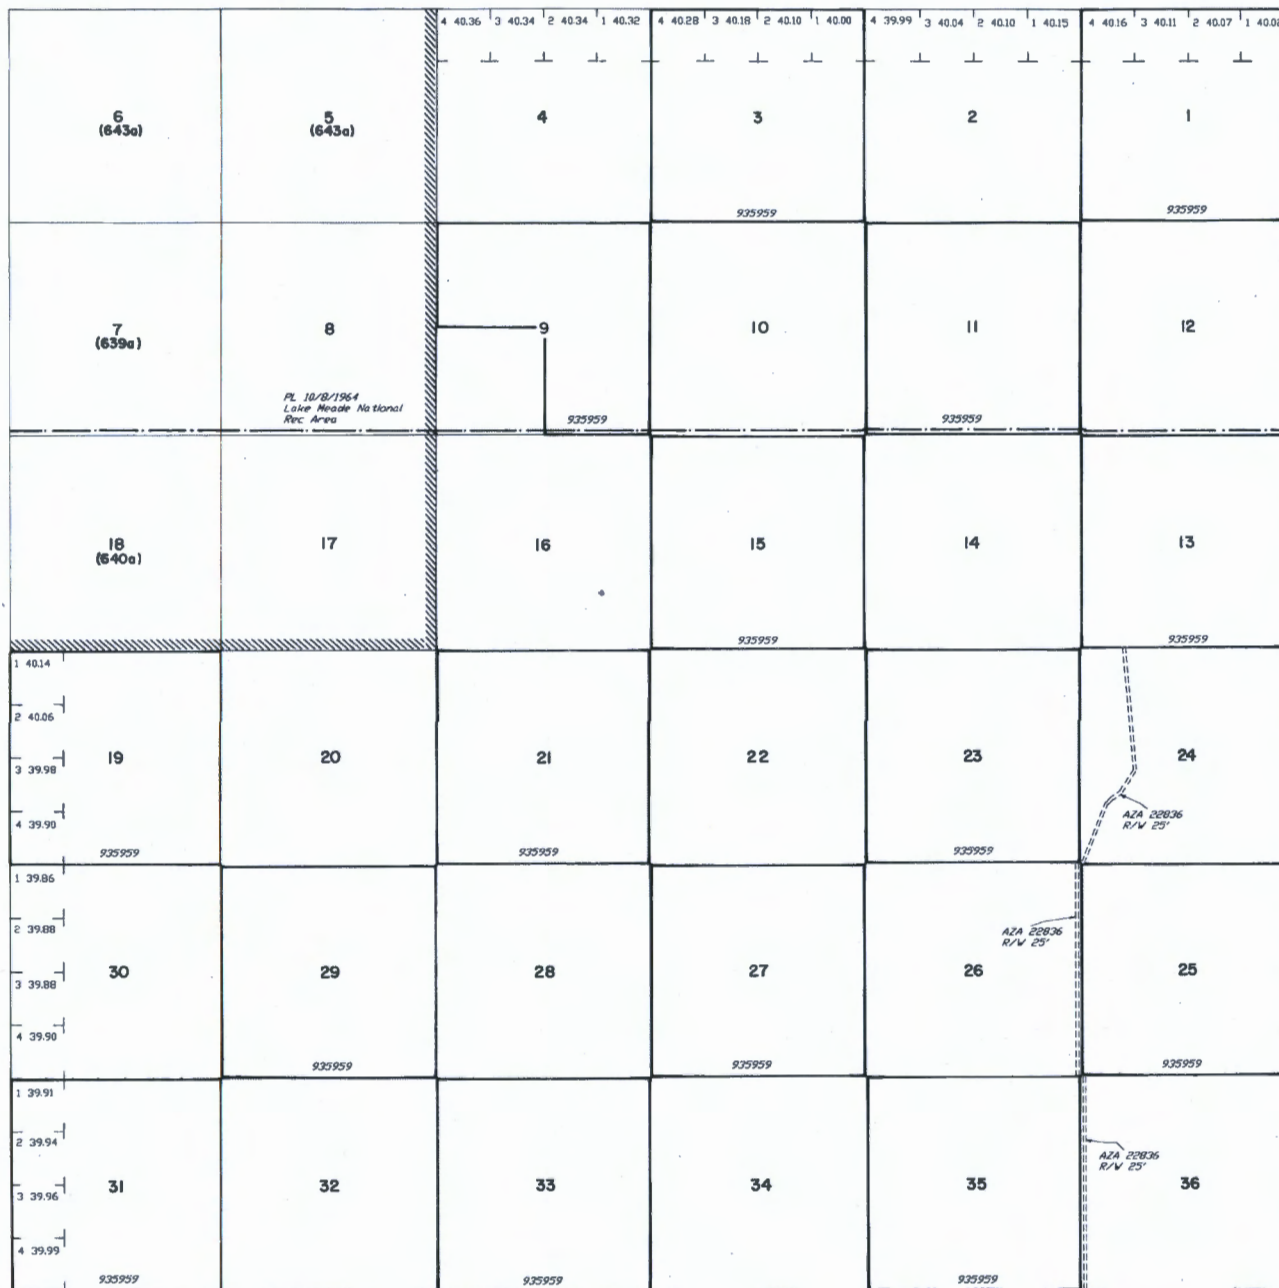 4 40.36 3 40.34 2 40.34 1 40.32 4 40.28 3 40.18 2 40.10 1 40.00 4 39.99 3 40.04 2 40.10 1 40.15 4 40.16 3 40.11 2 40.07 1 40.02
6 5 4 3 2 1
(643a) (643a)
935959 935959
7 8 9 10 11 12
(639a)
PL 10/8/1964
Lake Meade National
Rec Area
935959 935959
18 17 16 15 14 13
(640a)
935959 935959
1 40.14
2 40.06
19 20 21 22 23 24
3 39.98
4 39.90
AZA 22836
R/W 25'
935959 935959 935959
1 39.86
2 39.88
AZA 22836
R/W 25'
30 29 28 27 26 25
3 39.88
4 39.90
935959 935959 935959
1 39.91
2 39.94
AZA 22836
R/W 25'
31 32 33 34 35 36
3 39.96
4 39.99
935959 935959 935959